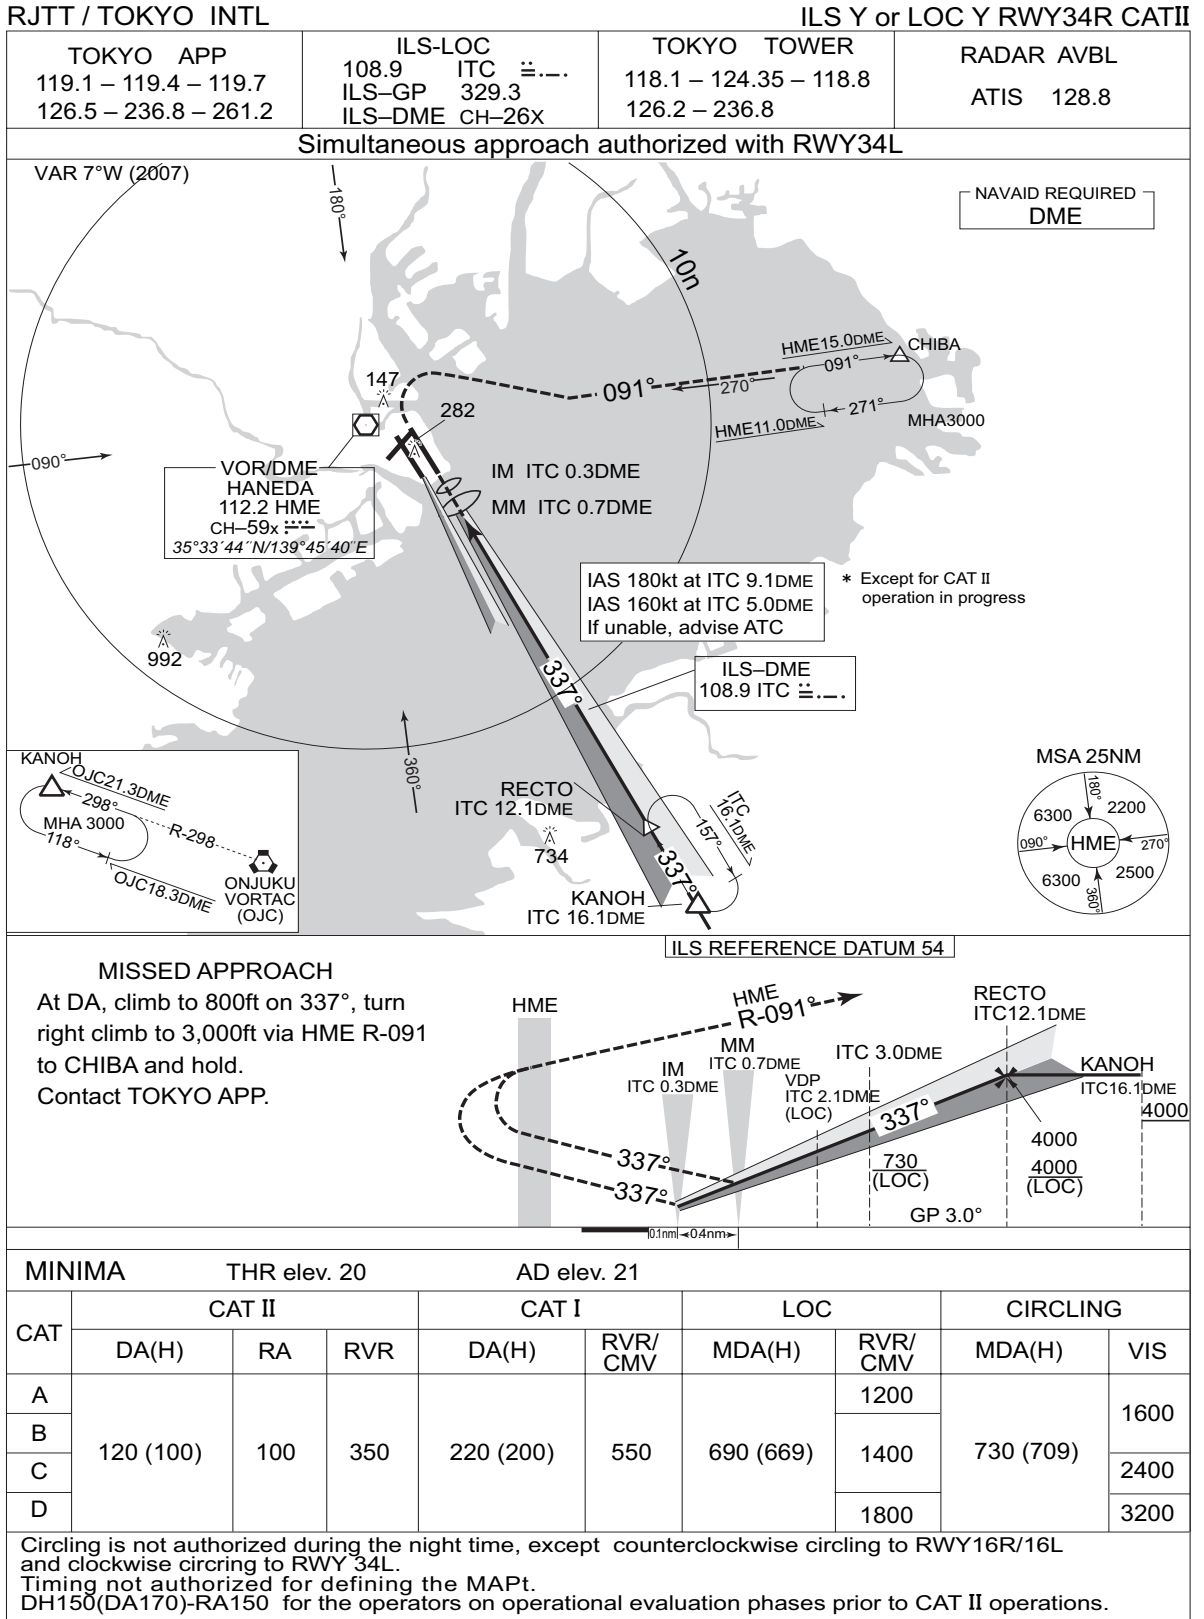 RJTT / TOKYO INTL
ILS Y or LOC Y RWY34R CATII
TOKYO APP
119.1 – 119.4 – 119.7
126.5 – 236.8 – 261.2
ILS-LOC
108.9 ITC
ILS–GP 329.3
ILS–DME CH–26X
TOKYO TOWER
118.1 – 124.35 – 118.8
126.2 – 236.8
RADAR AVBL
ATIS 128.8
Simultaneous approach authorized with RWY34L
VAR 7°W (2007)
180°
NAVAID REQUIRED
DME
10n
HME15.0DME
CHIBA
091°
147
091°
270°
271°
282
HME11.0DME
MHA3000
090°
VOR/DME
HANEDA
112.2 HME
CH–59x
35°33´44˝N/139°45´40˝E
IM ITC 0.3DME
MM ITC 0.7DME
IAS 180kt at ITC 9.1DME
IAS 160kt at ITC 5.0DME
If unable, advise ATC
* Except for CAT II
operation in progress
992
337°
ILS–DME
108.9 ITC
360°
KANOH
OJC21.3DME
298°
MHA 3000
R-298
118°
OJC18.3DME
ONJUKU
VORTAC
(OJC)
RECTO
ITC 12.1DME
ITC
16.1DME
157°
734
337°
KANOH
ITC 16.1DME
MSA 25NM
180°
6300
2200
090°
HME
270°
6300
2500
360°
ILS REFERENCE DATUM 54
MISSED APPROACH
At DA, climb to 800ft on 337°, turn
right climb to 3,000ft via HME R-091
to CHIBA and hold.
Contact TOKYO APP.
HME
HME
R-091°
RECTO
ITC12.1DME
MM
ITC 0.7DME
IM
ITC 0.3DME
ITC 3.0DME
VDP
ITC 2.1DME
(LOC)
KANOH
ITC16.1DME
4000
337°
4000
337°
337°
730
(LOC)
4000
(LOC)
GP 3.0°
0.1nm
0.4nm
MINIMA THR elev. 20 AD elev. 21
CAT CAT II CAT I LOC CIRCLING
DA(H) RA RVR DA(H) RVR/CMV MDA(H) RVR/CMV MDA(H) VIS
A 1200
1600
B
120 (100) 100 350 220 (200) 550 690 (669) 1400 730 (709)
C 2400
D 1800 3200
Circling is not authorized during the night time, except counterclockwise circling to RWY16R/16L
and clockwise circring to RWY 34L.
Timing not authorized for defining the MAPt.
DH150(DA170)-RA150 for the operators on operational evaluation phases prior to CAT II operations.